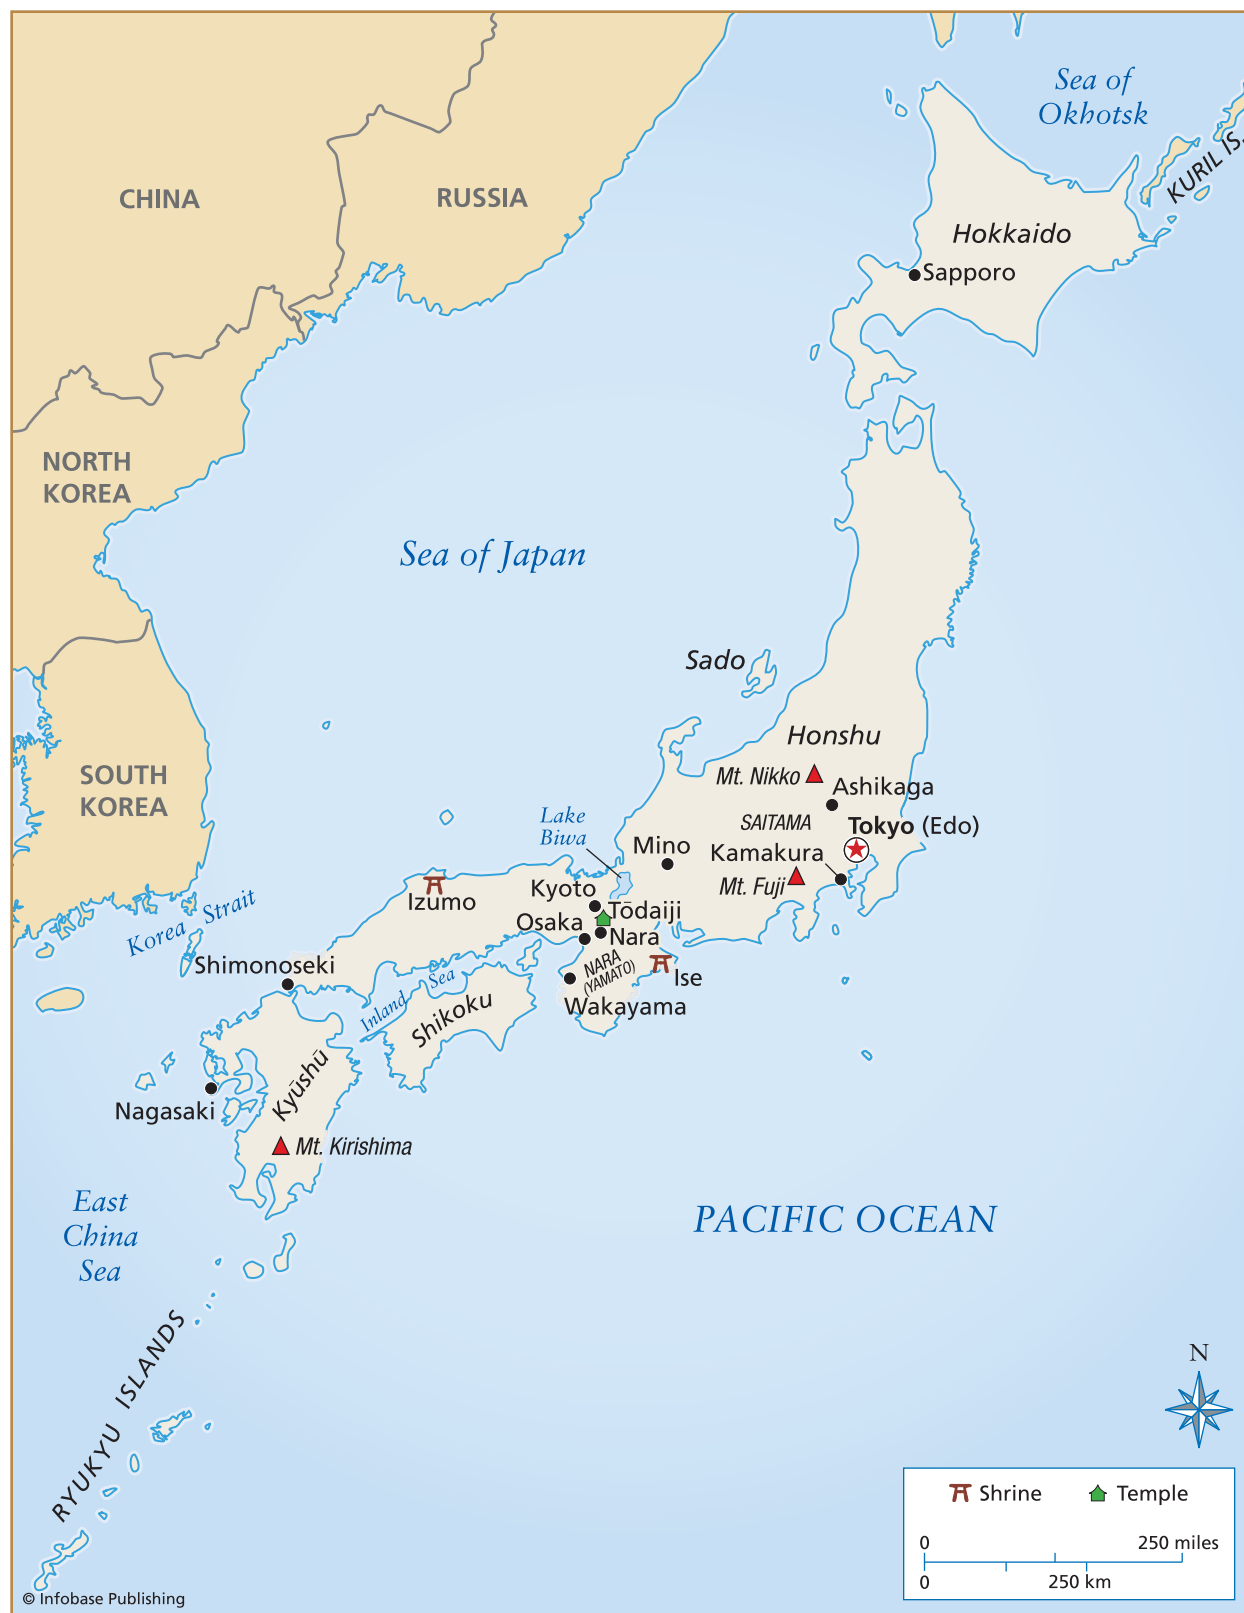 Sea of
Okhotsk
KURIL IS.
CHINA
RUSSIA
Hokkaido
Sapporo
NORTH
KOREA
Sea of Japan
Sado
Honshu
Mt. Nikko
SOUTH
KOREA
Ashikaga
Lake
Biwa
SAITAMA
Tokyo (Edo)
Mino
Kamakura
Mt. Fuji
Kyoto
Izumo
Tōdaiji
Korea Strait
Osaka
Nara
Shimonoseki
NARA
(YAMATO)
Ise
Inland Sea
Shikoku
Wakayama
Kyūshū
Nagasaki
Mt. Kirishima
East
China
Sea
PACIFIC OCEAN
RYUKYU ISLANDS
N
Shrine
Temple
0 250 miles
0 250 km
© Infobase Publishing